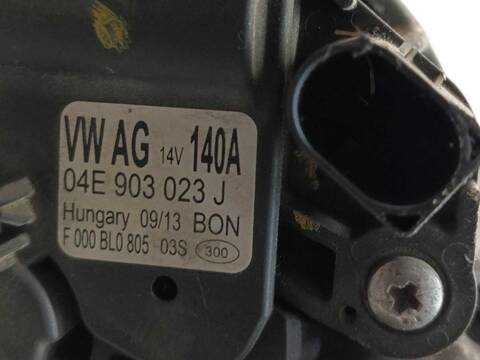 VW AG 14V 140A
04E 903 023 J
Hungary 09/13 BON
F 000 BL0 805 03S 300